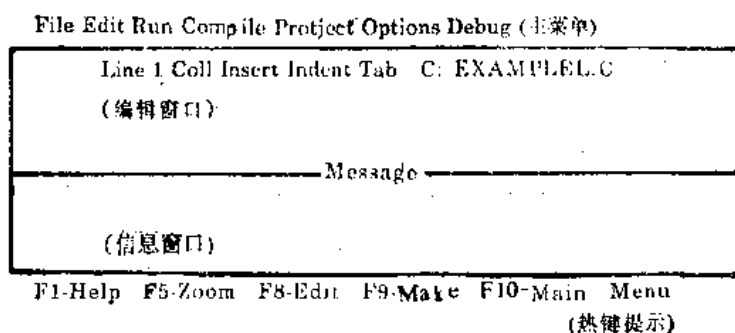 File Edit Run Compile Protject Options Debug (主菜单)
Line 1 Coll Insert Indent Tab C: EXAMPLEL.C
(编辑窗口)
Message
(信息窗口)
F1-Help F5-Zoom F8-Edit F9-Make F10-Main Menu
(热键提示)